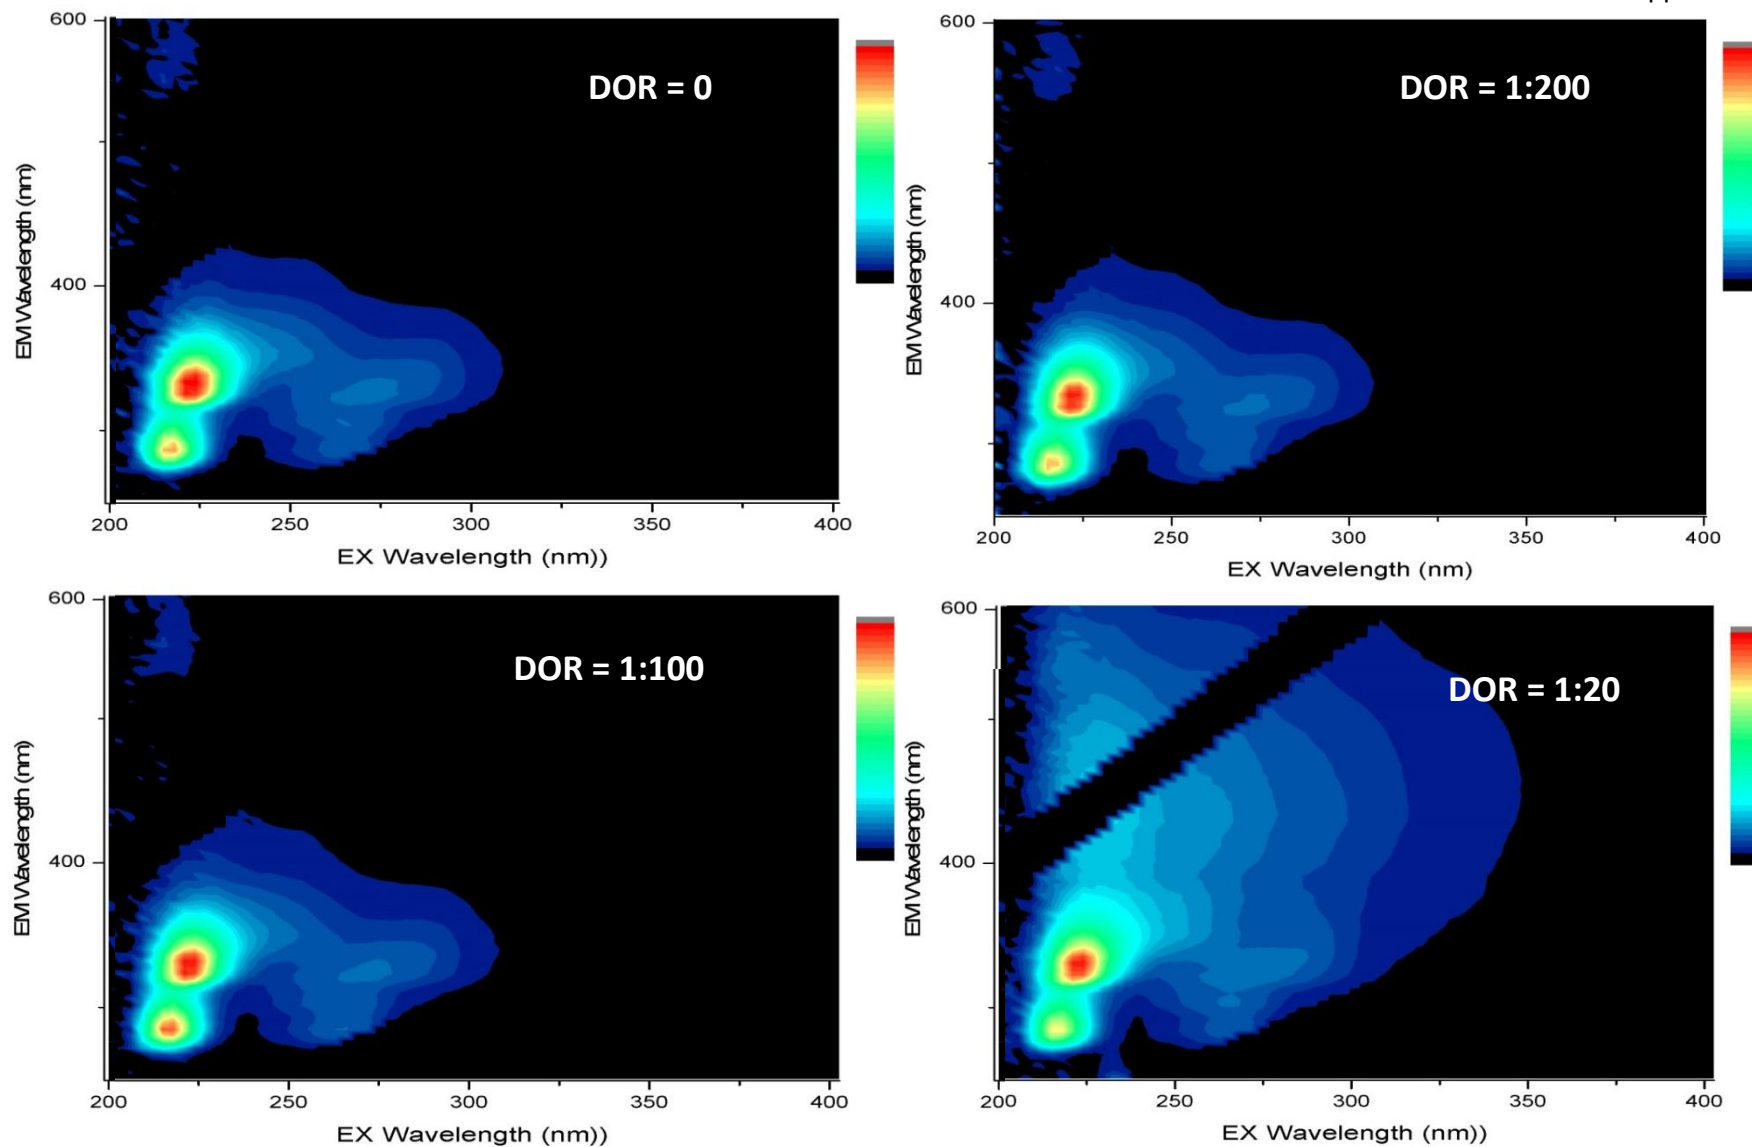 DOR = 0
600
400
EM Wavelength (nm)
200 250 300 350 400
EX Wavelength (nm))
DOR = 1:200
600
400
EM Wavelength (nm)
200 250 300 350 400
EX Wavelength (nm)
DOR = 1:100
600
400
EM Wavelength (nm)
200 250 300 350 400
EX Wavelength (nm))
DOR = 1:20
600
400
EM Wavelength (nm)
200 250 300 350 400
EX Wavelength (nm))